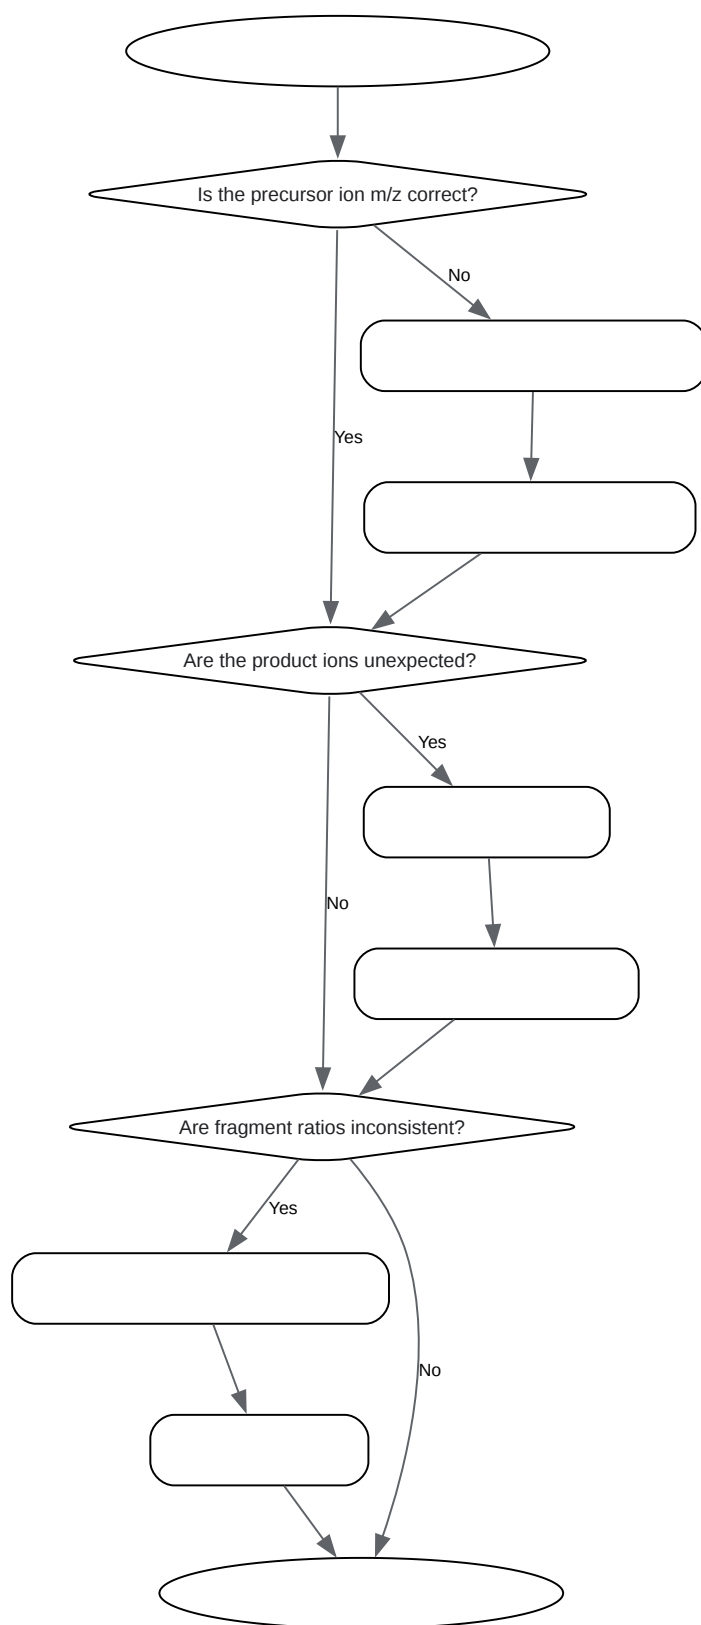 Is the precursor ion m/z correct?
No
Yes
Are the product ions unexpected?
Yes
No
Are fragment ratios inconsistent?
Yes
No